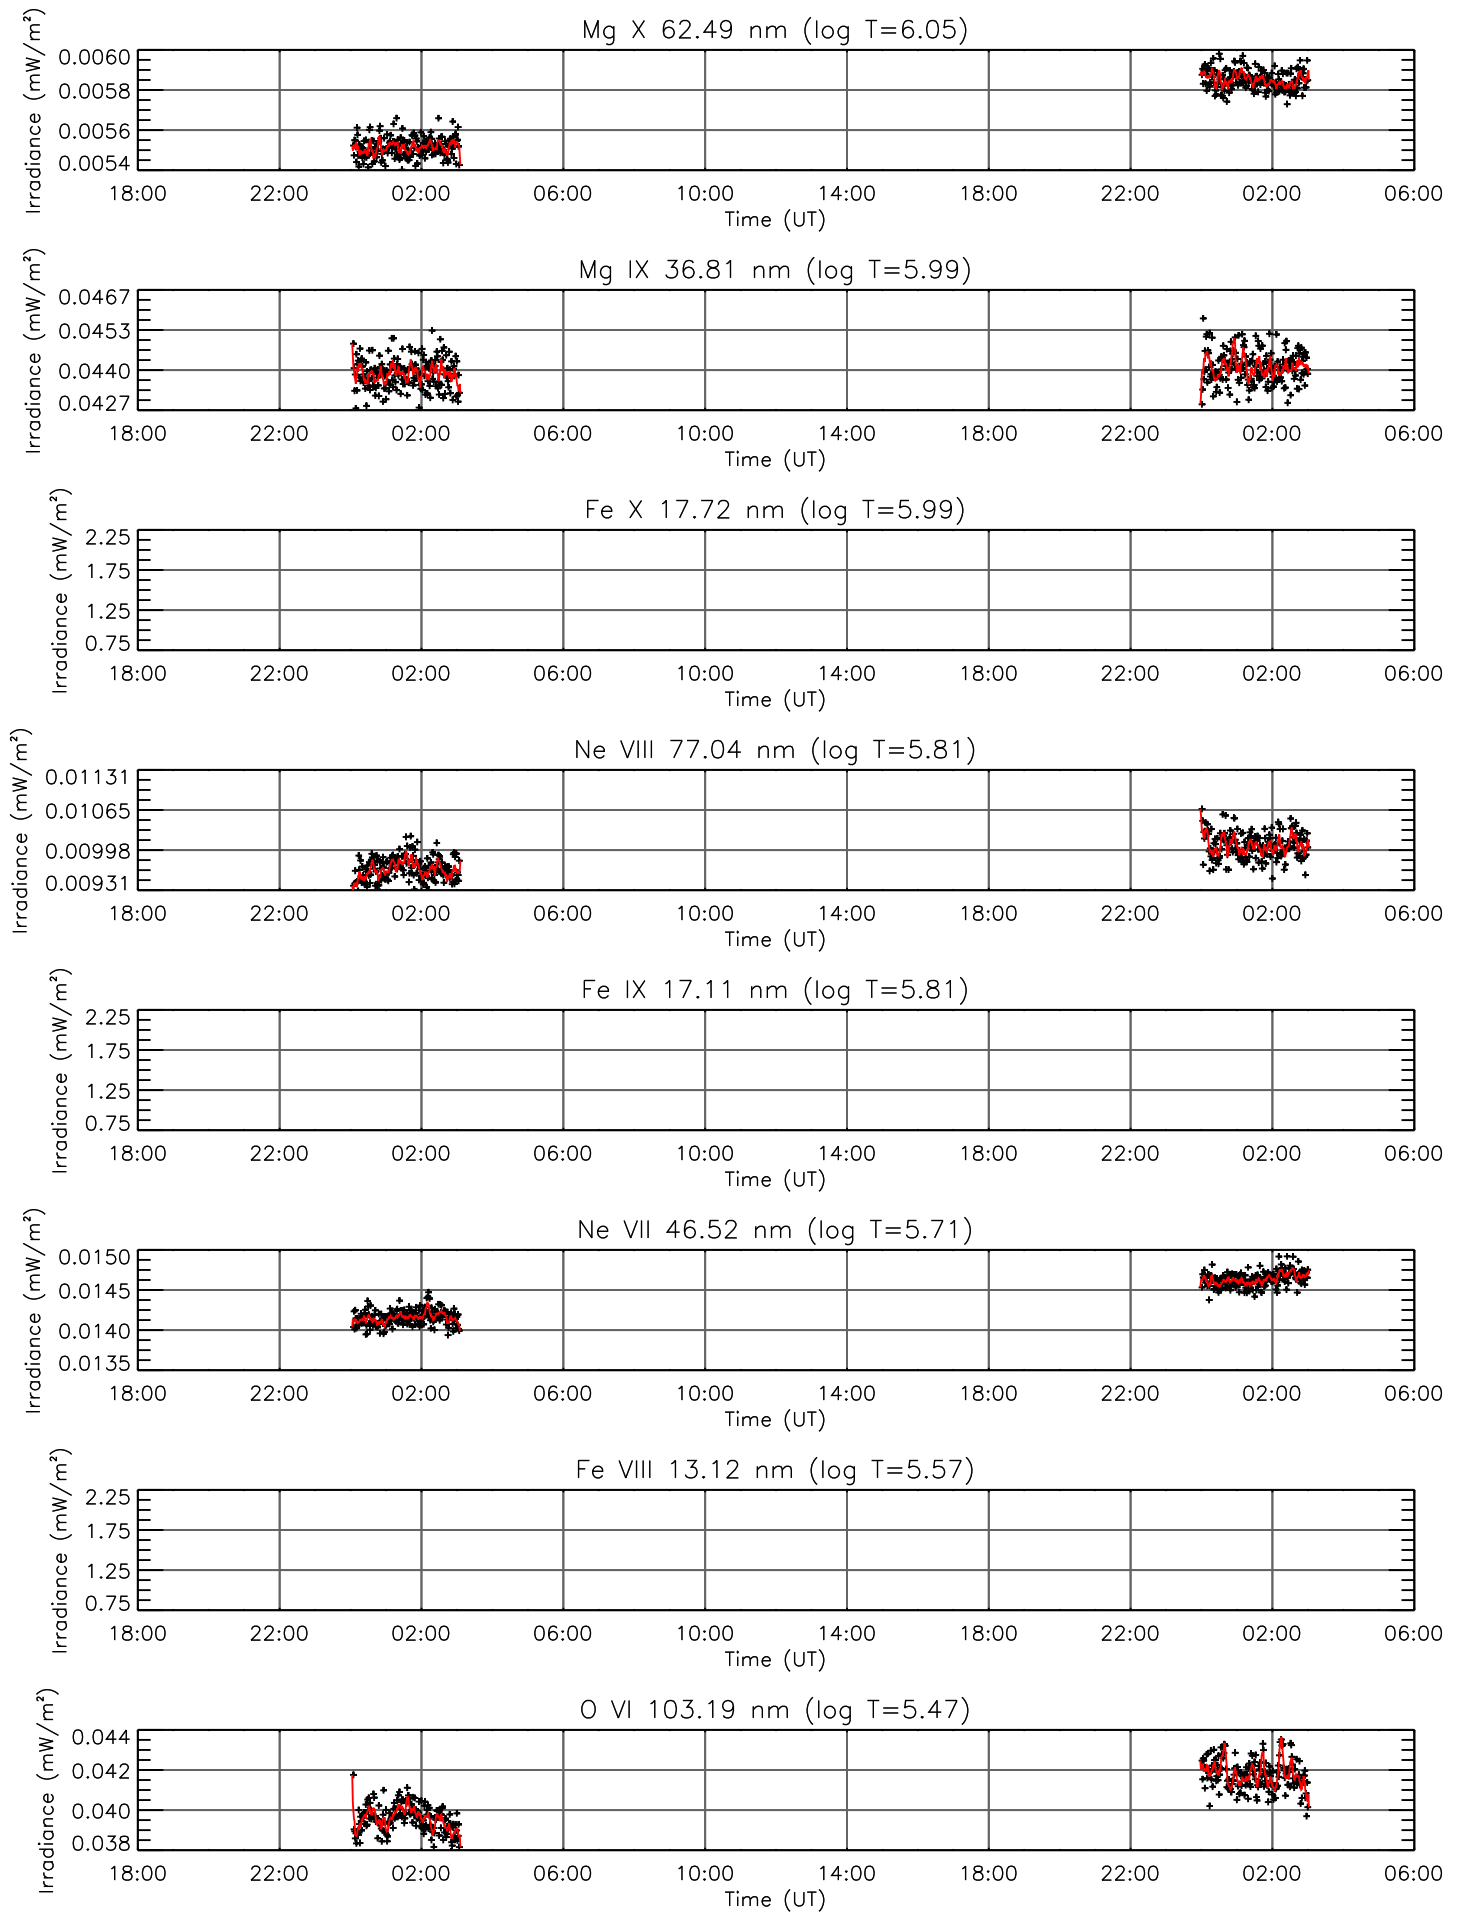 Mg X 62.49 nm (log T=6.05)
Irradiance (mW/m²)
0.0060
0.0058
0.0056
0.0054
18:00 22:00 02:00 06:00 10:00 14:00 18:00 22:00 02:00 06:00
Time (UT)
Mg IX 36.81 nm (log T=5.99)
Irradiance (mW/m²)
0.0467
0.0453
0.0440
0.0427
18:00 22:00 02:00 06:00 10:00 14:00 18:00 22:00 02:00 06:00
Time (UT)
Fe X 17.72 nm (log T=5.99)
Irradiance (mW/m²)
2.25
1.75
1.25
0.75
18:00 22:00 02:00 06:00 10:00 14:00 18:00 22:00 02:00 06:00
Time (UT)
Ne VIII 77.04 nm (log T=5.81)
Irradiance (mW/m²)
0.01131
0.01065
0.00998
0.00931
18:00 22:00 02:00 06:00 10:00 14:00 18:00 22:00 02:00 06:00
Time (UT)
Fe IX 17.11 nm (log T=5.81)
Irradiance (mW/m²)
2.25
1.75
1.25
0.75
18:00 22:00 02:00 06:00 10:00 14:00 18:00 22:00 02:00 06:00
Time (UT)
Ne VII 46.52 nm (log T=5.71)
Irradiance (mW/m²)
0.0150
0.0145
0.0140
0.0135
18:00 22:00 02:00 06:00 10:00 14:00 18:00 22:00 02:00 06:00
Time (UT)
Fe VIII 13.12 nm (log T=5.57)
Irradiance (mW/m²)
2.25
1.75
1.25
0.75
18:00 22:00 02:00 06:00 10:00 14:00 18:00 22:00 02:00 06:00
Time (UT)
O VI 103.19 nm (log T=5.47)
Irradiance (mW/m²)
0.044
0.042
0.040
0.038
18:00 22:00 02:00 06:00 10:00 14:00 18:00 22:00 02:00 06:00
Time (UT)